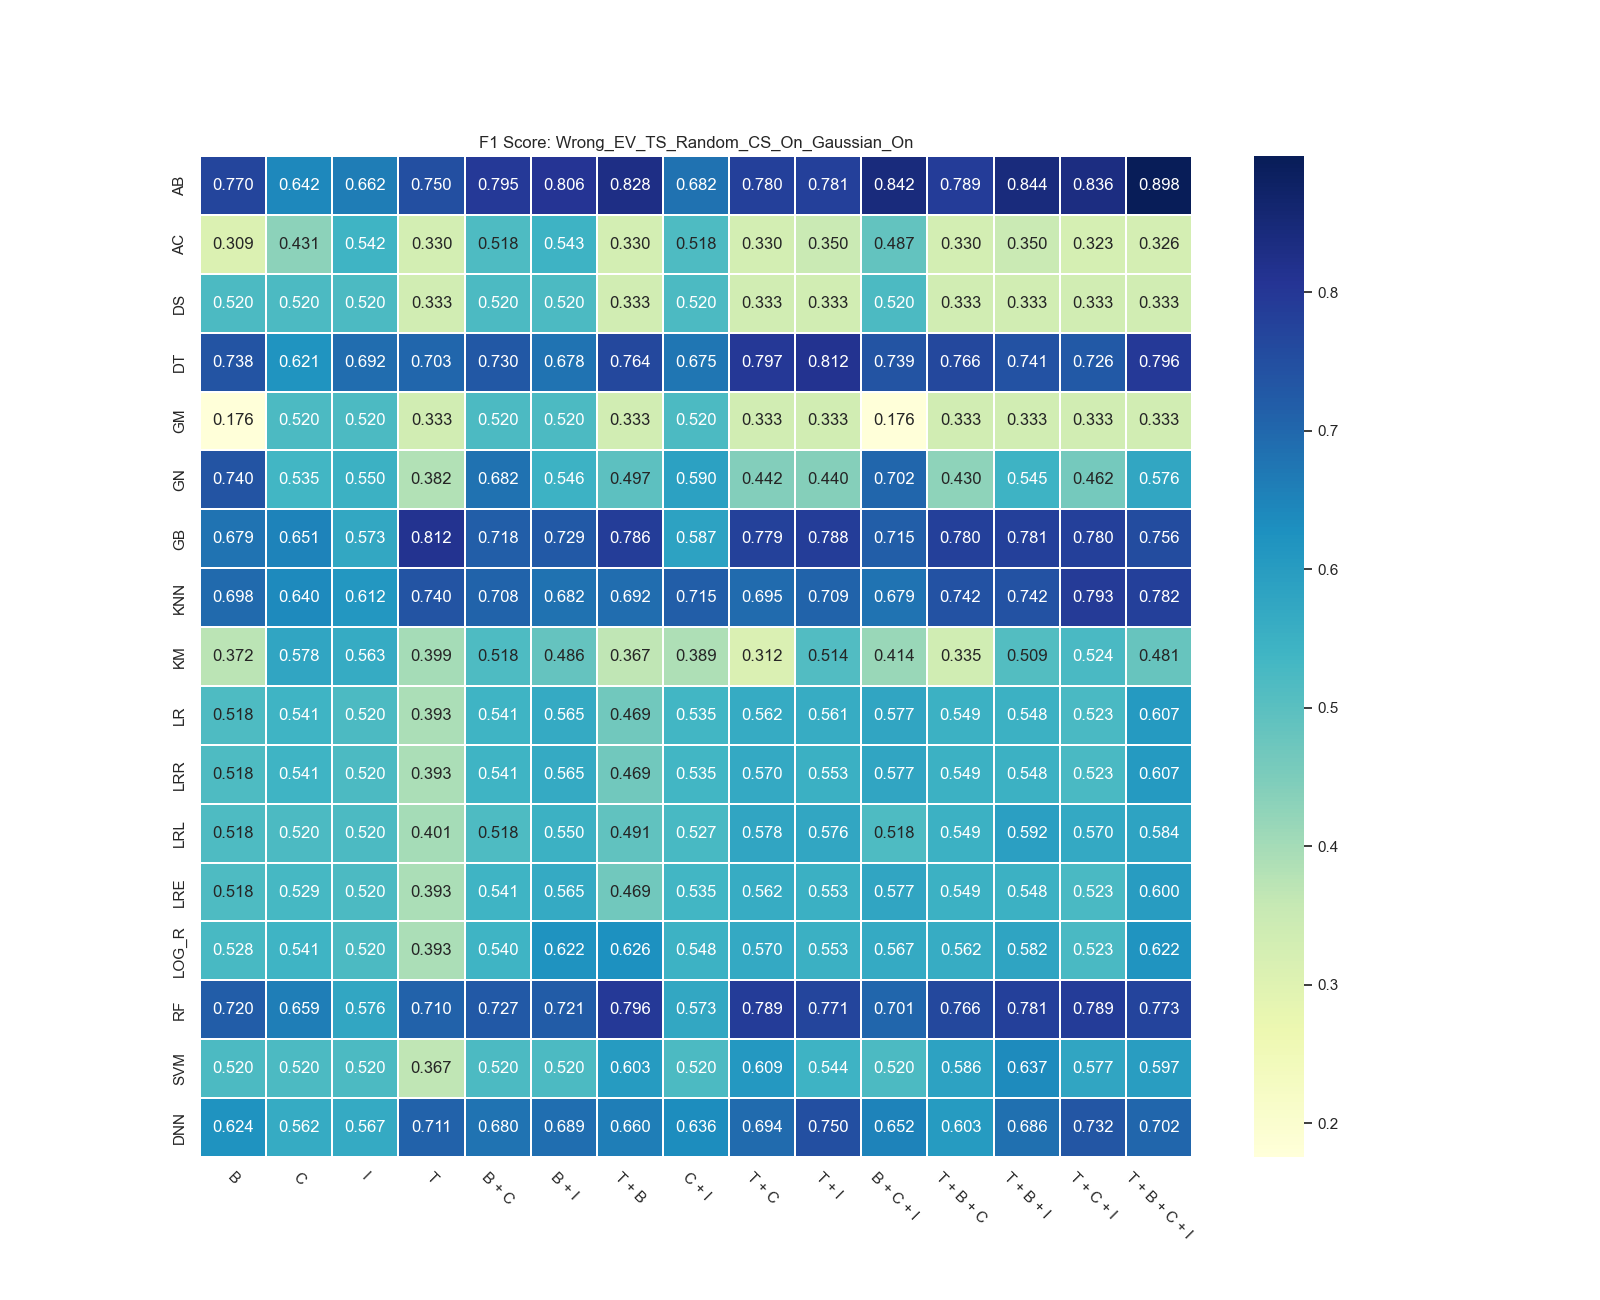 F1 Score: Wrong_EV_TS_Random_CS_On_Gaussian_On
AB 0.770 0.642 0.662 0.750 0.795 0.806 0.828 0.682 0.780 0.781 0.842 0.789 0.844 0.836 0.898
AC 0.309 0.431 0.542 0.330 0.518 0.543 0.330 0.518 0.330 0.350 0.487 0.330 0.350 0.323 0.326
DS 0.520 0.520 0.520 0.333 0.520 0.520 0.333 0.520 0.333 0.333 0.520 0.333 0.333 0.333 0.333
DT 0.738 0.621 0.692 0.703 0.730 0.678 0.764 0.675 0.797 0.812 0.739 0.766 0.741 0.726 0.796
GM 0.176 0.520 0.520 0.333 0.520 0.520 0.333 0.520 0.333 0.333 0.176 0.333 0.333 0.333 0.333
GN 0.740 0.535 0.550 0.382 0.682 0.546 0.497 0.590 0.442 0.440 0.702 0.430 0.545 0.462 0.576
GB 0.679 0.651 0.573 0.812 0.718 0.729 0.786 0.587 0.779 0.788 0.715 0.780 0.781 0.780 0.756
KNN 0.698 0.640 0.612 0.740 0.708 0.682 0.692 0.715 0.695 0.709 0.679 0.742 0.742 0.793 0.782
KM 0.372 0.578 0.563 0.399 0.518 0.486 0.367 0.389 0.312 0.514 0.414 0.335 0.509 0.524 0.481
LR 0.518 0.541 0.520 0.393 0.541 0.565 0.469 0.535 0.562 0.561 0.577 0.549 0.548 0.523 0.607
LRR 0.518 0.541 0.520 0.393 0.541 0.565 0.469 0.535 0.570 0.553 0.577 0.549 0.548 0.523 0.607
LRL 0.518 0.520 0.520 0.401 0.518 0.550 0.491 0.527 0.578 0.576 0.518 0.549 0.592 0.570 0.584
LRE 0.518 0.529 0.520 0.393 0.541 0.565 0.469 0.535 0.562 0.553 0.577 0.549 0.548 0.523 0.600
LOG_R 0.528 0.541 0.520 0.393 0.540 0.622 0.626 0.548 0.570 0.553 0.567 0.562 0.582 0.523 0.622
RF 0.720 0.659 0.576 0.710 0.727 0.721 0.796 0.573 0.789 0.771 0.701 0.766 0.781 0.789 0.773
SVM 0.520 0.520 0.520 0.367 0.520 0.520 0.603 0.520 0.609 0.544 0.520 0.586 0.637 0.577 0.597
DNN 0.624 0.562 0.567 0.711 0.680 0.689 0.660 0.636 0.694 0.750 0.652 0.603 0.686 0.732 0.702
B C I T B + C B + I T + B C + I T + C T + I B + C + I T + B + C T + B + I T + C + I T + B + C + I
0.8
0.7
0.6
0.5
0.4
0.3
0.2